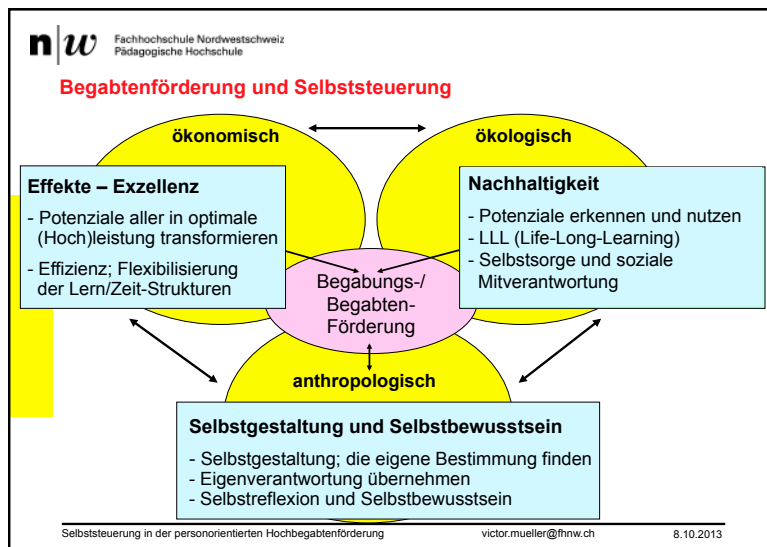 n|w
Fachhochschule Nordwestschweiz
Pädagogische Hochschule
Begabtenförderung und Selbststeuerung
ökonomisch
ökologisch
Effekte – Exzellenz
- Potenziale aller in optimale
(Hoch)leistung transformieren
- Effizienz; Flexibilisierung
der Lern/Zeit-Strukturen
Nachhaltigkeit
- Potenziale erkennen und nutzen
- LLL (Life-Long-Learning)
- Selbstsorge und soziale
Mitverantwortung
Begabungs-/
Begabten-
Förderung
anthropologisch
Selbstgestaltung und Selbstbewusstsein
- Selbstgestaltung; die eigene Bestimmung finden
- Eigenverantwortung übernehmen
- Selbstreflexion und Selbstbewusstsein
Selbststeuerung in der personorientierten Hochbegabtenförderung victor.mueller@fhnw.ch 8.10.2013